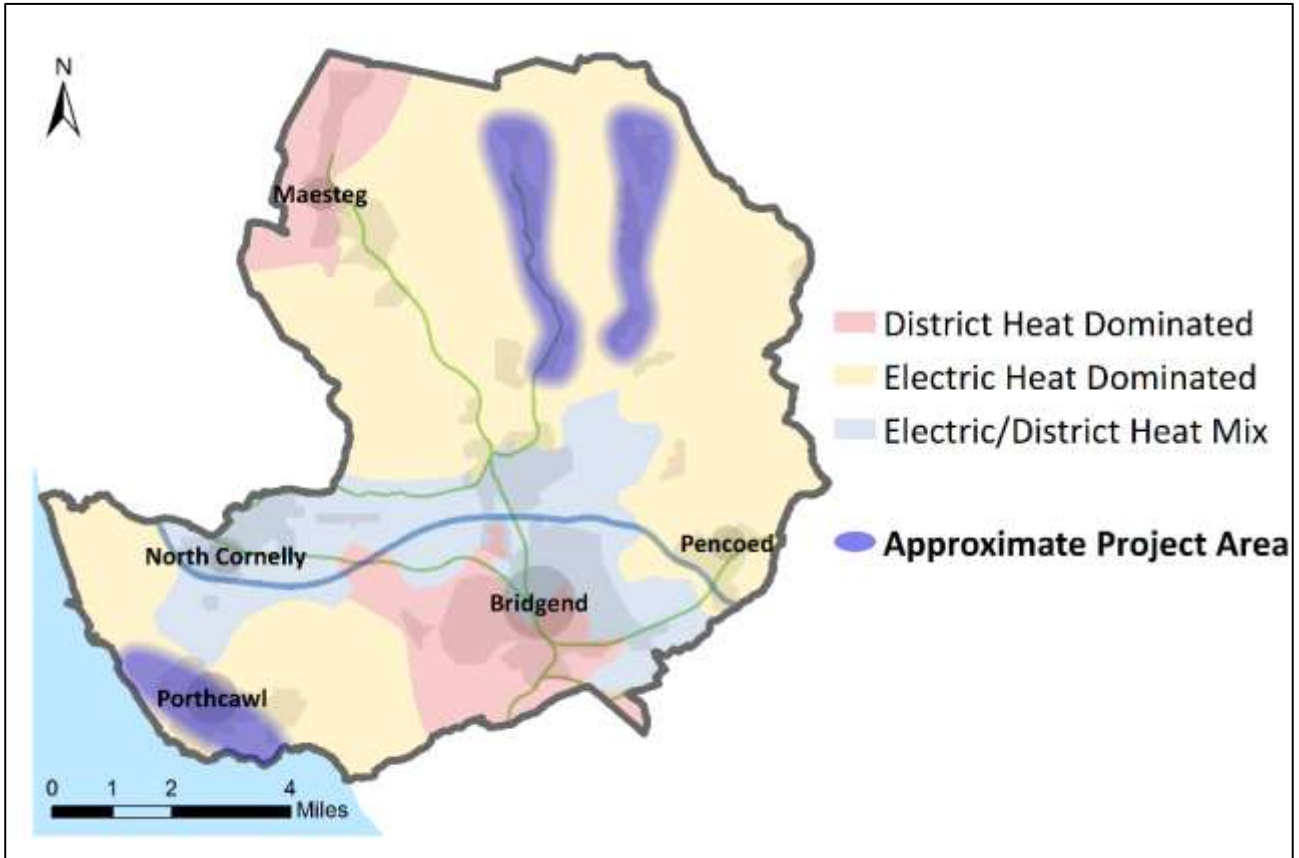 N
Maesteg
District Heat Dominated
Electric Heat Dominated
Electric/District Heat Mix
Approximate Project Area
North Cornelly
Pencoed
Bridgend
Porthcawl
0 1 2 4
Miles